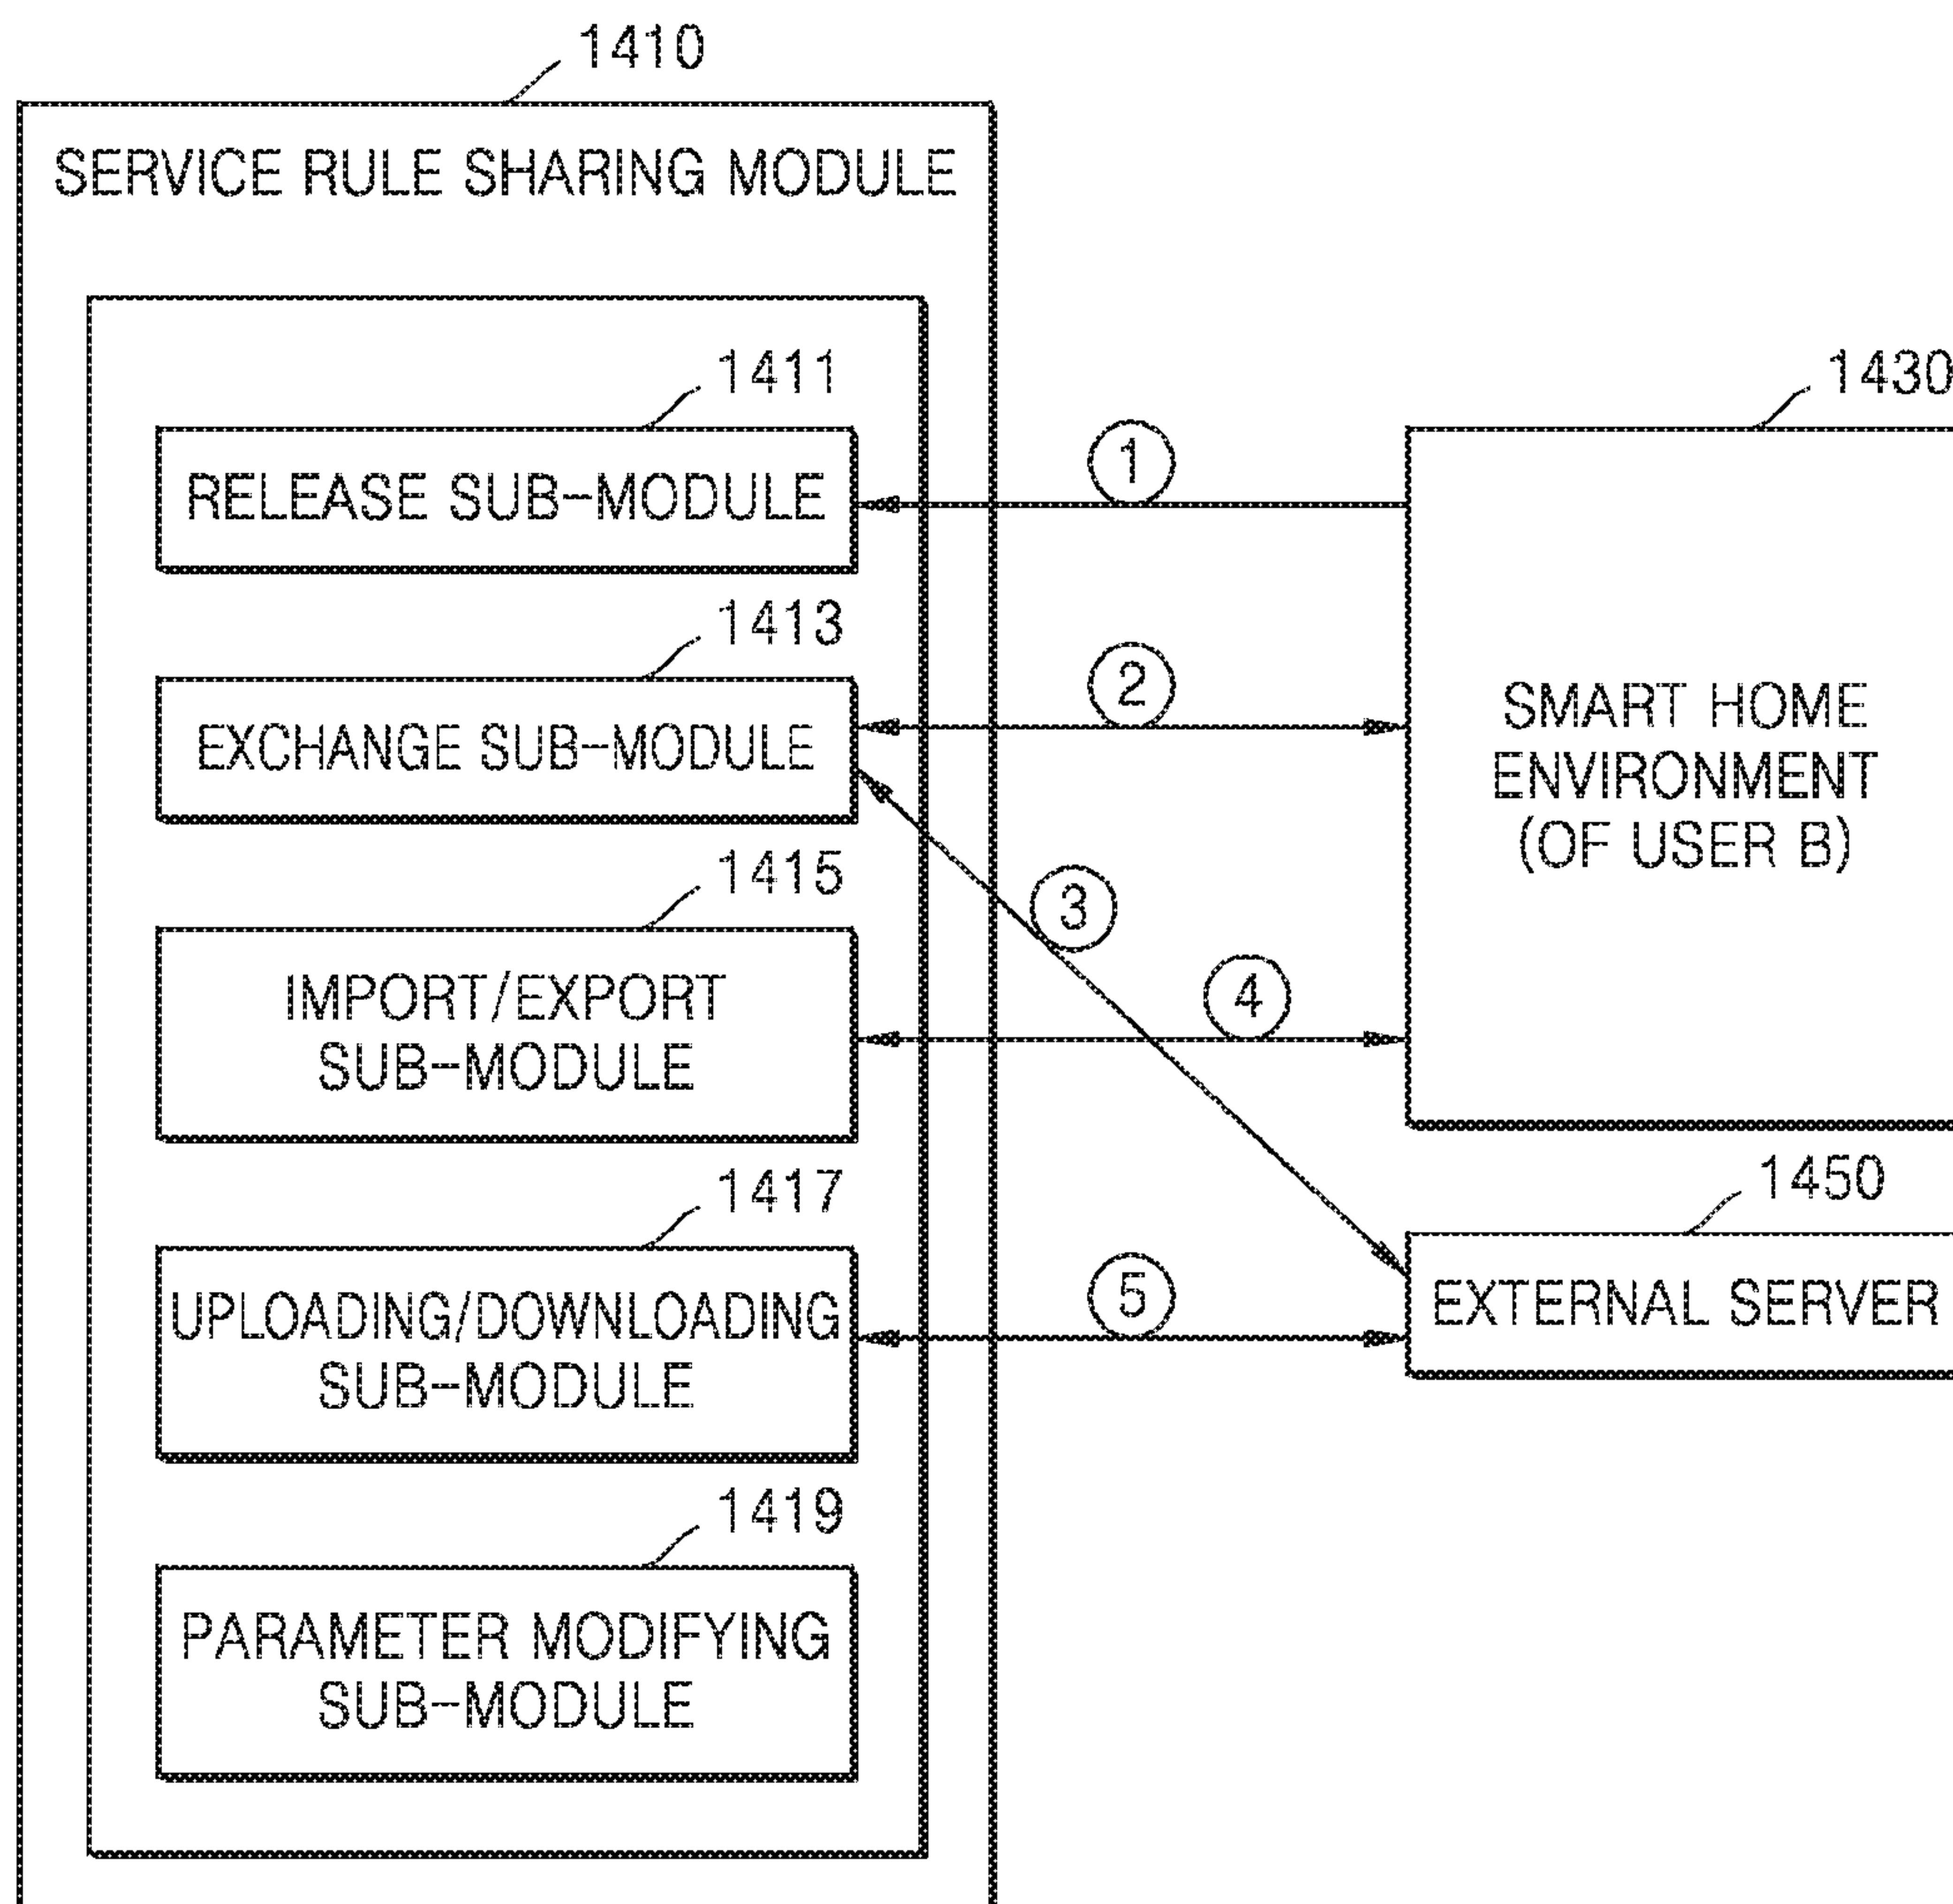 1410
SERVICE RULE SHARING MODULE
1411
RELEASE SUB-MODULE
1413
EXCHANGE SUB-MODULE
1415
IMPORT/EXPORT
SUB-MODULE
1417
UPLOADING/DOWNLOADING
SUB-MODULE
1419
PARAMETER MODIFYING
SUB-MODULE
①
②
③
④
⑤
1430
SMART HOME
ENVIRONMENT
(OF USER B)
1450
EXTERNAL SERVER